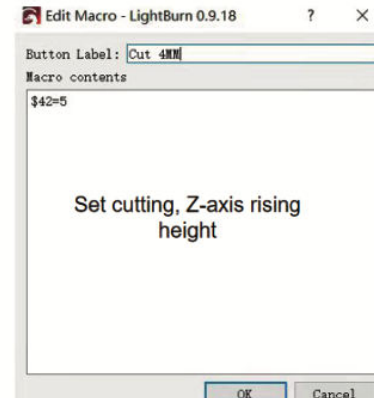 Edit Macro - LightBurn 0.9.18 ? ×
Button Label: Cut 4MM
Macro contents
$42=5
Set cutting, Z-axis rising
height
OK Cancel